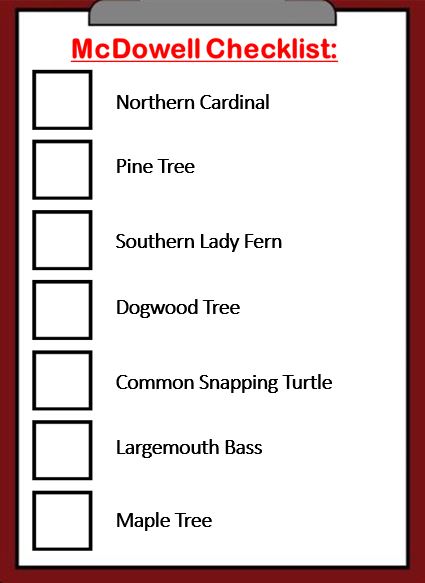 McDowell Checklist:
Northern Cardinal
Pine Tree
Southern Lady Fern
Dogwood Tree
Common Snapping Turtle
Largemouth Bass
Maple Tree